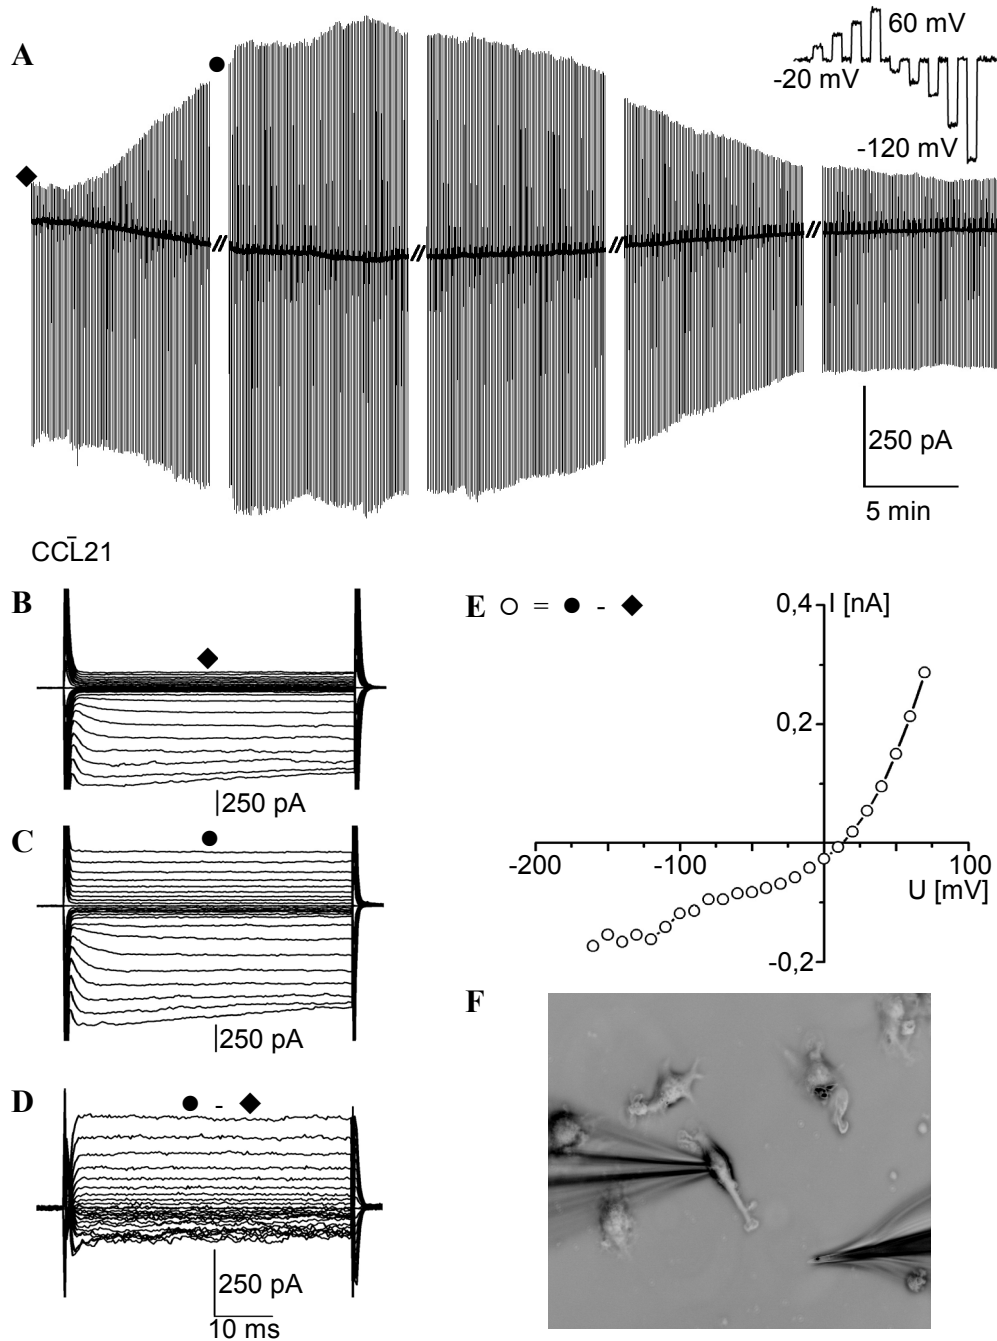 A
60 mV
-20 mV
-120 mV
250 pA
5 min
CCL21
B
250 pA
C
250 pA
D
-
250 pA
10 ms
E = -
I [nA]
0,4
0,2
-200
-100
100
U [mV]
-0,2
F